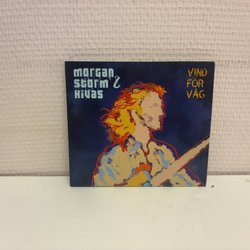 MORGAN,
STORM &
HIVAS
VIND
FÖR
VÅG